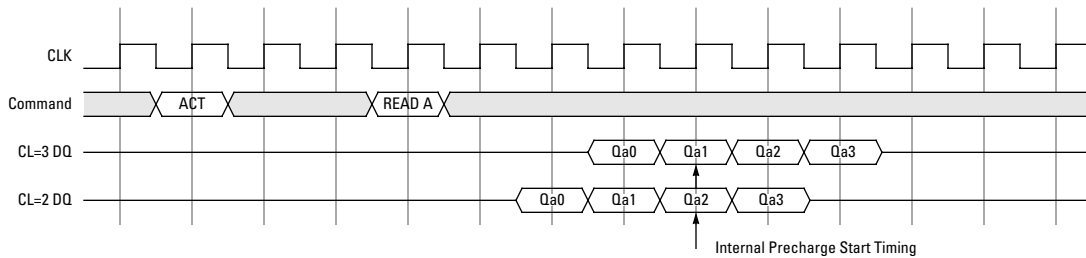 CLK
Command ACT READ A
CL=3 DQ Qa0 Qa1 Qa2 Qa3
CL=2 DQ Qa0 Qa1 Qa2 Qa3
Internal Precharge Start Timing